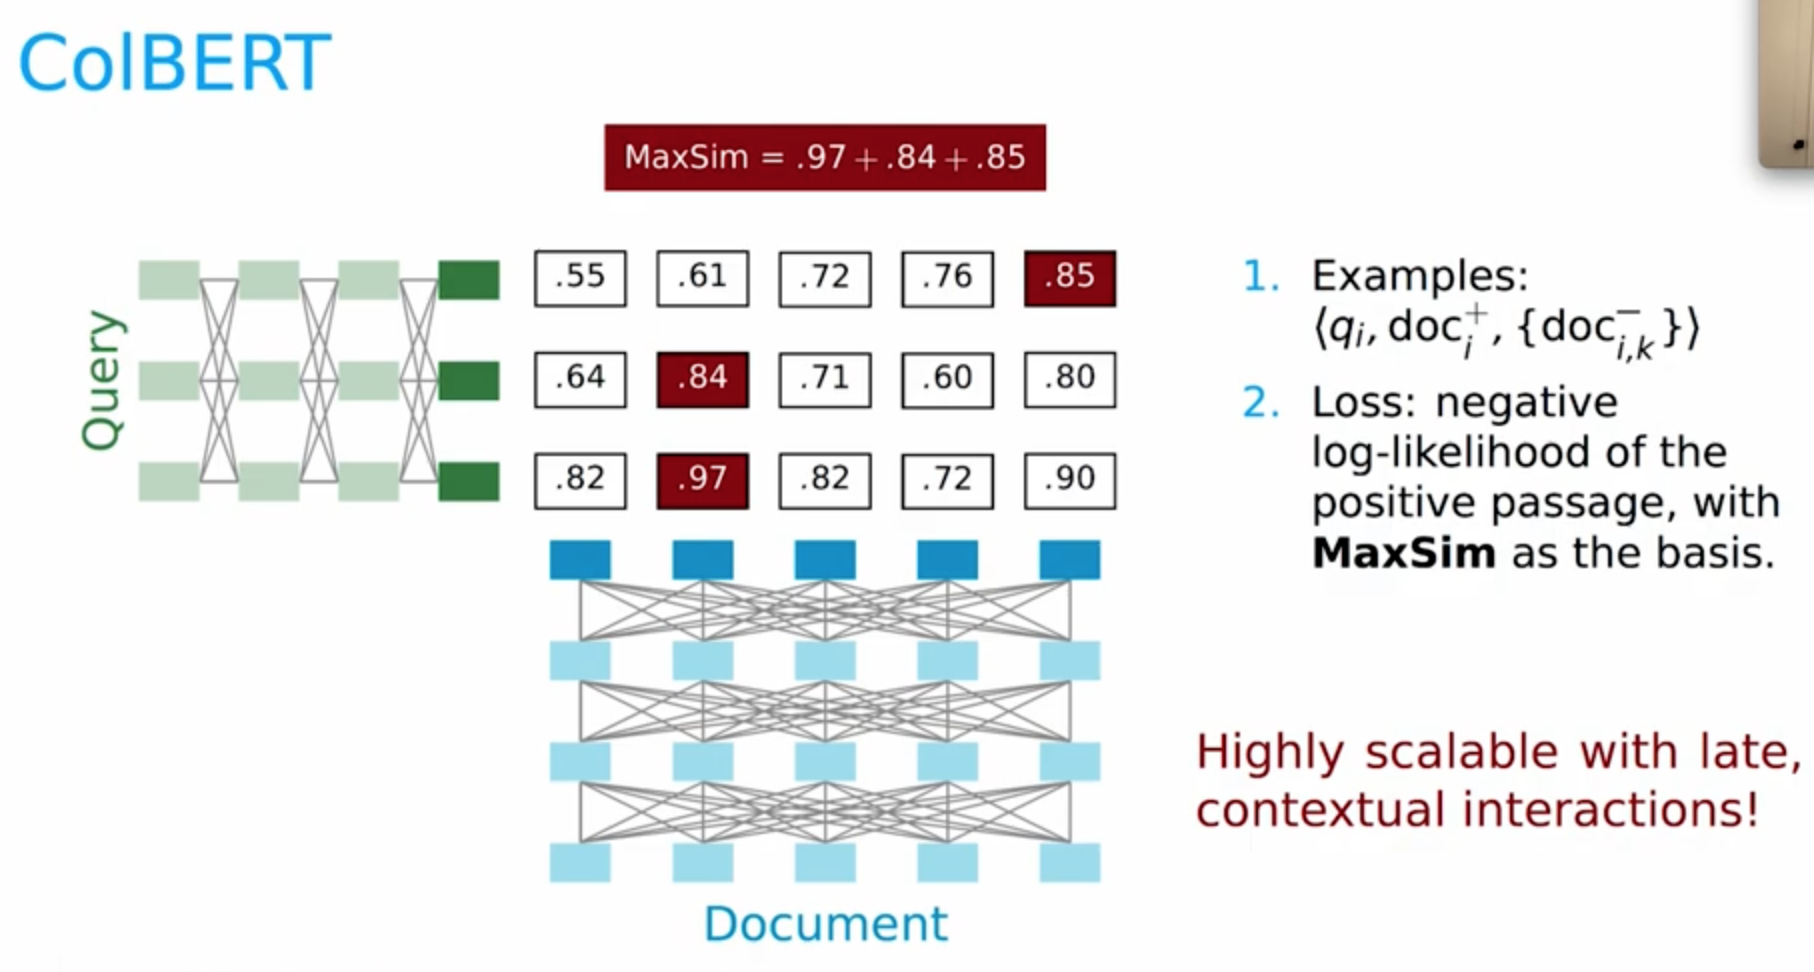 ColBERT
MaxSim = .97 + .84 + .85
Query
.55 .61 .72 .76 .85
.64 .84 .71 .60 .80
.82 .97 .82 .72 .90
Document
1. Examples:
⟨qᵢ, docᵢ⁺, {docᵢ,ₖ⁻}⟩
2. Loss: negative
log-likelihood of the
positive passage, with
MaxSim as the basis.
Highly scalable with late,
contextual interactions!